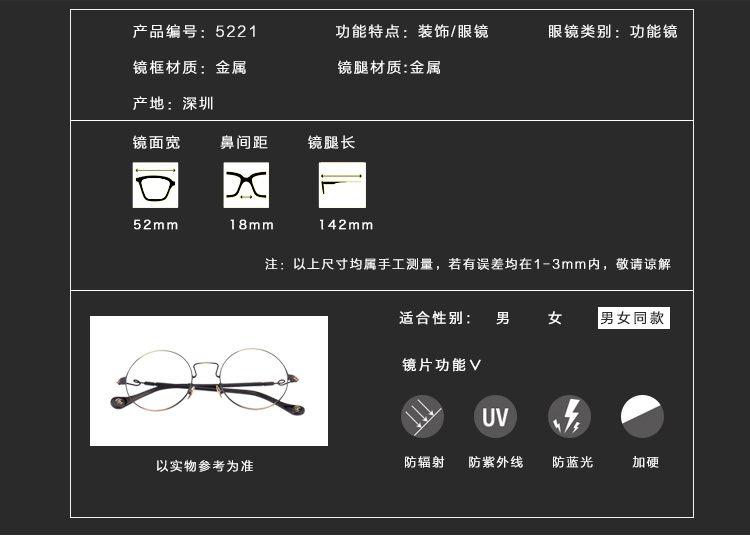 产品编号：5221 功能特点：装饰/眼镜 眼镜类别：功能镜
镜框材质：金属 镜腿材质:金属
产地：深圳
镜面宽 鼻间距 镜腿长
52mm 18mm 142mm
注：以上尺寸均属手工测量，若有误差均在1-3mm内，敬请谅解
适合性别： 男 女 男女同款
镜片功能∨
UV
防辐射 防紫外线 防蓝光 加硬
以实物参考为准